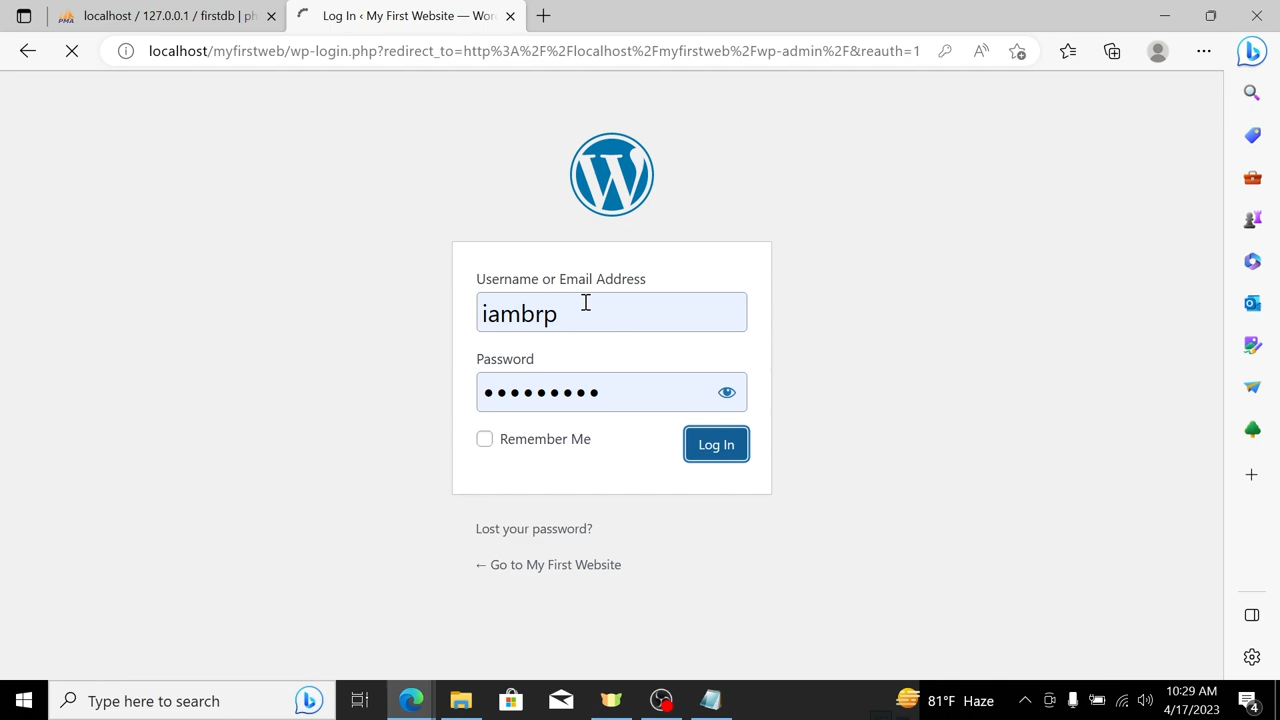 localhost / 127.0.0.1 / firstdb | ph
Log In ‹ My First Website — Wor
localhost/myfirstweb/wp-login.php?redirect_to=http%3A%2F%2Flocalhost%2Fmyfirstweb%2Fwp-admin%2F&reauth=1
Username or Email Address
iambrp
Password
Remember Me
Log In
Lost your password?
← Go to My First Website
Type here to search
81°F Haze
10:29 AM
4/17/2023
4